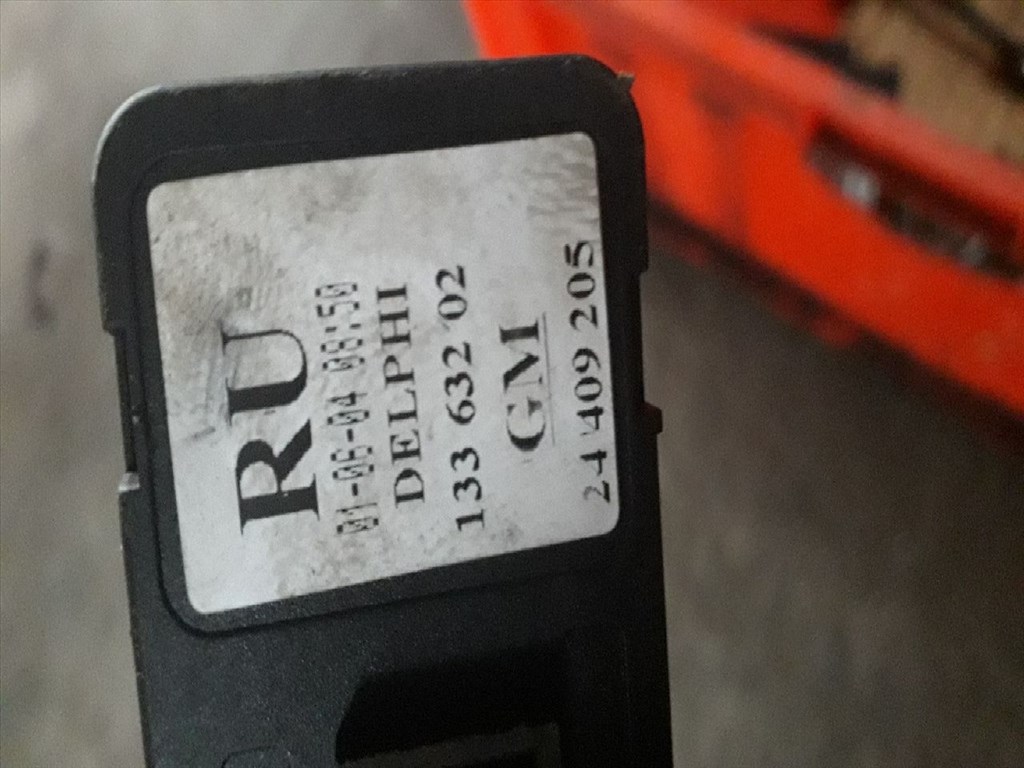 RU
01-06-04 08:50
DELPHI
133 632 02
GM
24 409 205